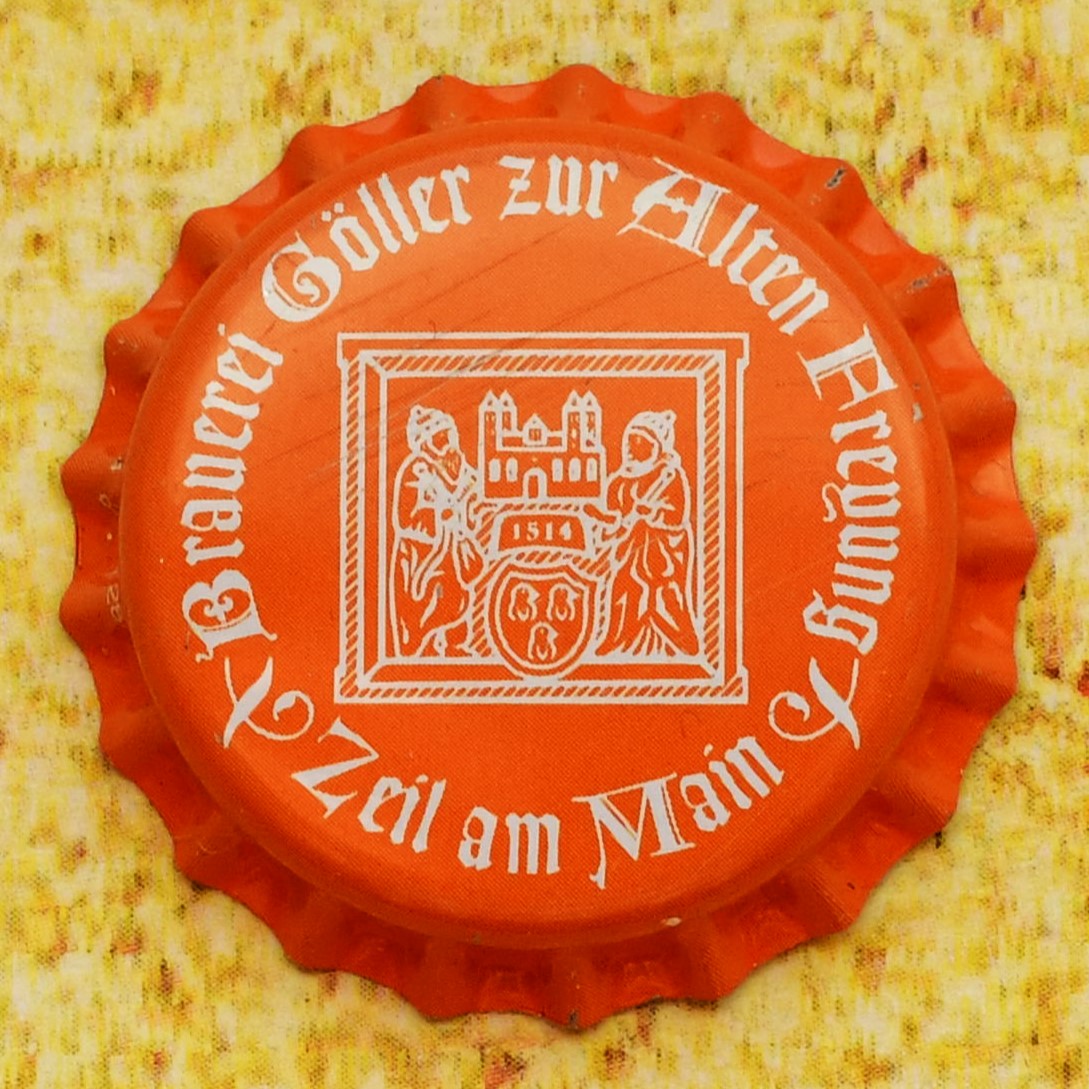 Brauerei Göller zur Alten Freyung
1514
Zeil am Main